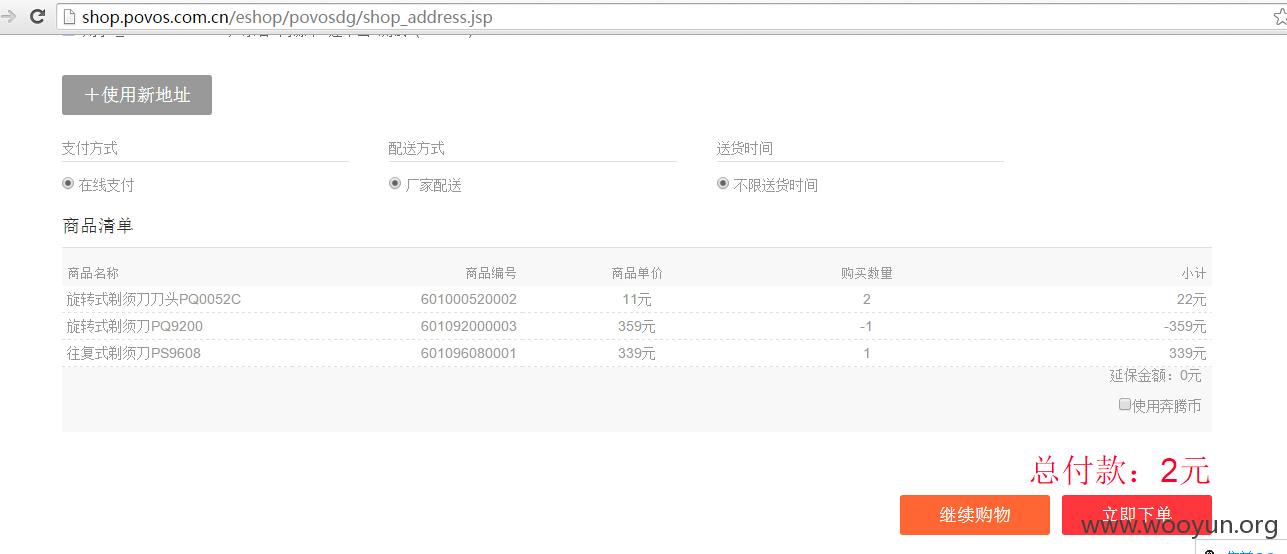 shop.povos.com.cn/eshop/povosdg/shop_address.jsp
＋使用新地址
支付方式 配送方式 送货时间
在线支付 厂家配送 不限送货时间
商品清单
商品名称 商品编号 商品单价 购买数量 小计
旋转式剃须刀刀头PQ0052C 601000520002 11元 2 22元
旋转式剃须刀PQ9200 601092000003 359元 -1 -359元
往复式剃须刀PS9608 601096080001 339元 1 339元
延保金额：0元
使用奔腾币
总付款：2元
继续购物 立即下单
www.wooyun.org